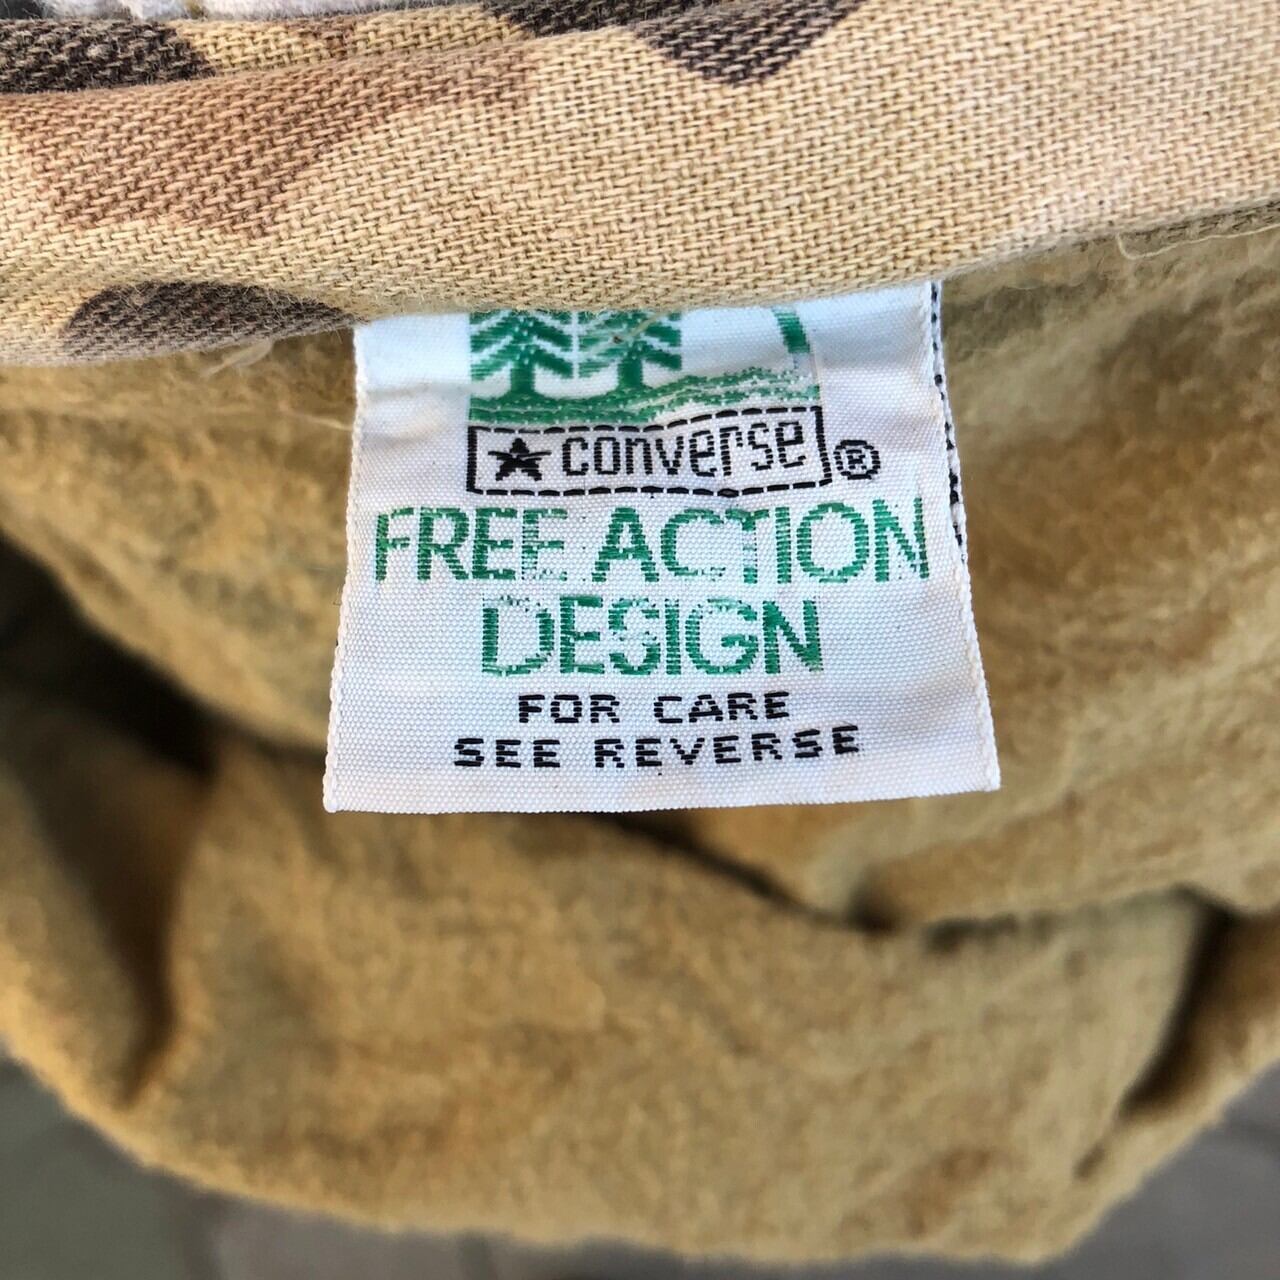 ★ converse ®
FREE ACTION
DESIGN
FOR CARE
SEE REVERSE